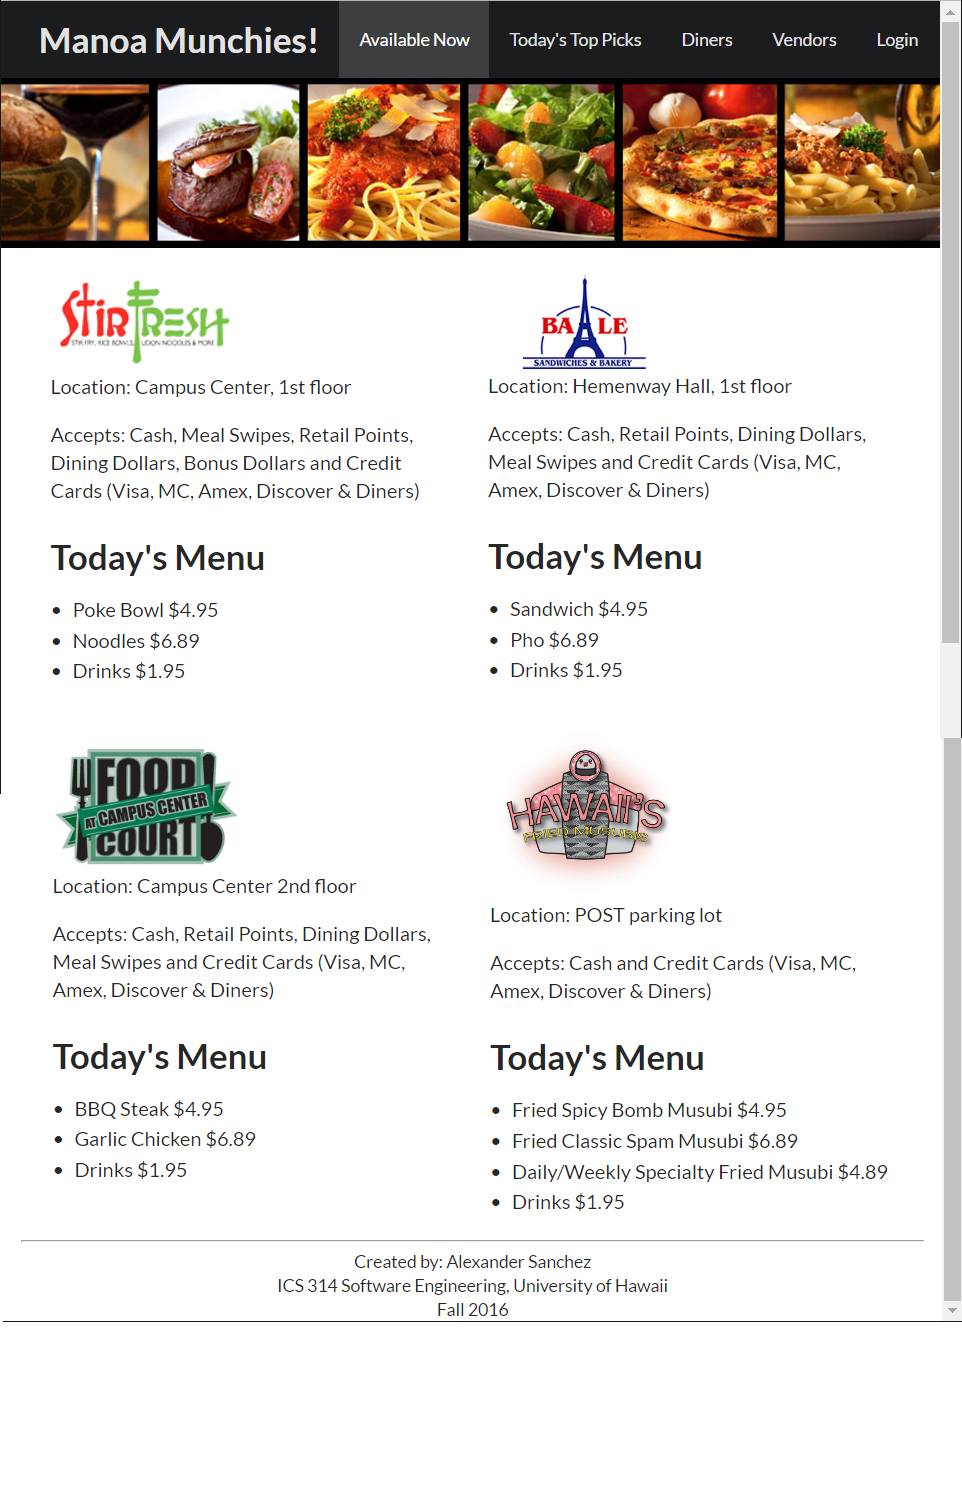 Manoa Munchies!
Available Now
Today's Top Picks
Diners
Vendors
Login
STIR FRESH
STIR FRY, RICE BOWLS, UDON NOODLES & MORE
Location: Campus Center, 1st floor
Accepts: Cash, Meal Swipes, Retail Points,
Dining Dollars, Bonus Dollars and Credit
Cards (Visa, MC, Amex, Discover & Diners)
Today's Menu
• Poke Bowl $4.95
• Noodles $6.89
• Drinks $1.95
BA LE
SANDWICHES & BAKERY
Location: Hemenway Hall, 1st floor
Accepts: Cash, Retail Points, Dining Dollars,
Meal Swipes and Credit Cards (Visa, MC,
Amex, Discover & Diners)
Today's Menu
• Sandwich $4.95
• Pho $6.89
• Drinks $1.95
FOOD
AT CAMPUS CENTER
COURT
Location: Campus Center 2nd floor
Accepts: Cash, Retail Points, Dining Dollars,
Meal Swipes and Credit Cards (Visa, MC,
Amex, Discover & Diners)
Today's Menu
• BBQ Steak $4.95
• Garlic Chicken $6.89
• Drinks $1.95
HAWAII'S
FRIED MUSUBIS
Location: POST parking lot
Accepts: Cash and Credit Cards (Visa, MC,
Amex, Discover & Diners)
Today's Menu
• Fried Spicy Bomb Musubi $4.95
• Fried Classic Spam Musubi $6.89
• Daily/Weekly Specialty Fried Musubi $4.89
• Drinks $1.95
Created by: Alexander Sanchez
ICS 314 Software Engineering, University of Hawaii
Fall 2016